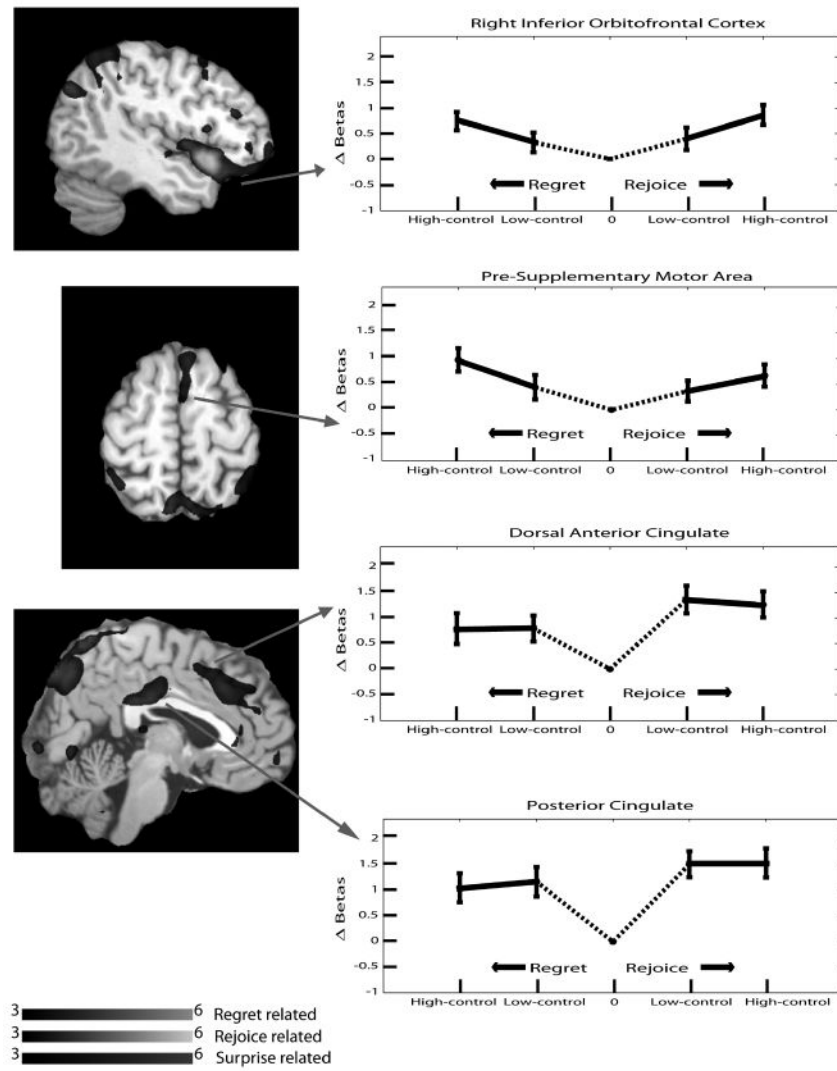 Right Inferior Orbitofrontal Cortex
2
1.5
1
0.5
0
-0.5
-1
Δ Betas
Regret Rejoice
High-control Low-control 0 Low-control High-control
Pre-Supplementary Motor Area
2
1.5
1
0.5
0
-0.5
-1
Δ Betas
Regret Rejoice
High-control Low-control 0 Low-control High-control
Dorsal Anterior Cingulate
2
1.5
1
0.5
0
-0.5
-1
Δ Betas
Regret Rejoice
High-control Low-control 0 Low-control High-control
Posterior Cingulate
2
1.5
1
0.5
0
-0.5
-1
Δ Betas
Regret Rejoice
High-control Low-control 0 Low-control High-control
3 6 Regret related
3 6 Rejoice related
3 6 Surprise related